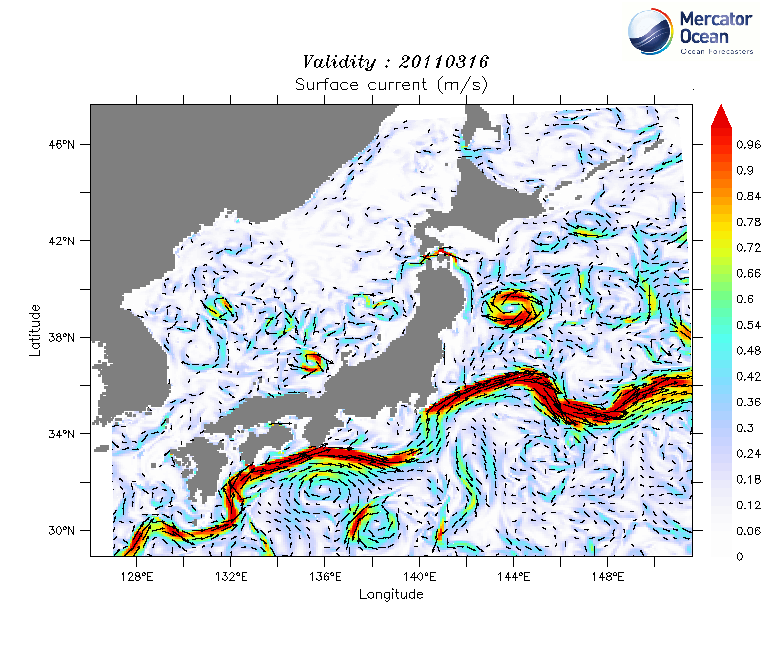 Mercator
Ocean
Ocean Forecasters
Validity : 20110316
Surface current (m/s)
46°N
42°N
38°N
34°N
30°N
Latitude
128°E
132°E
136°E
140°E
144°E
148°E
Longitude
0.96
0.9
0.84
0.78
0.72
0.66
0.6
0.54
0.48
0.42
0.36
0.3
0.24
0.18
0.12
0.06
0